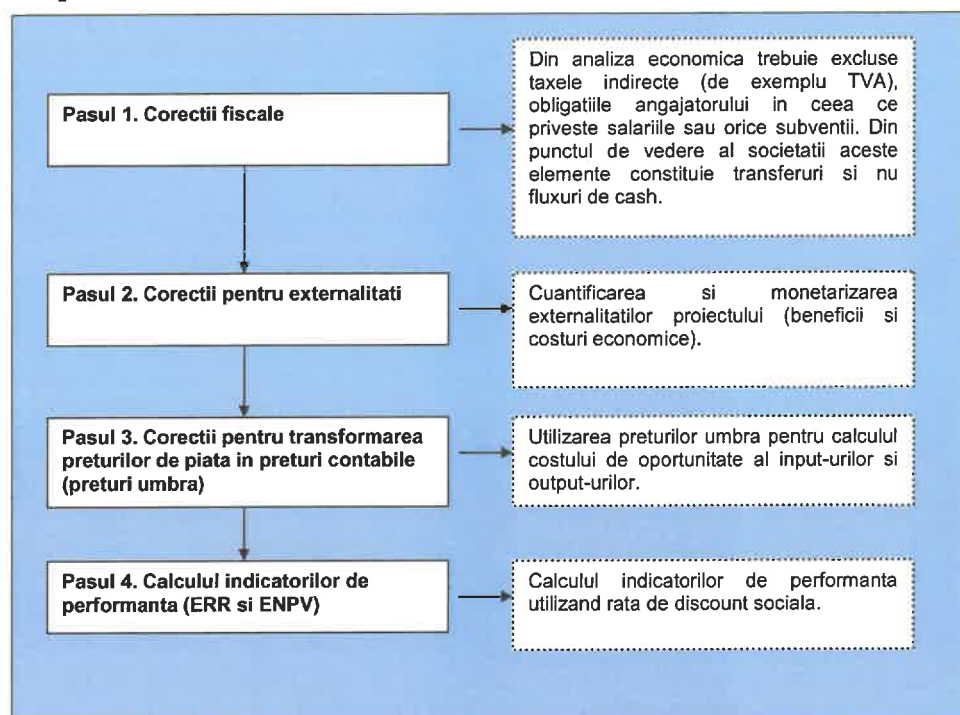 Pasul 1. Corectii fiscale
Din analiza economica trebuie excluse
taxele indirecte (de exemplu TVA),
obligatiile angajatorului in ceea ce
priveste salariile sau orice subventii. Din
punctul de vedere al societatii aceste
elemente constituie transferuri si nu
fluxuri de cash.
Pasul 2. Corectii pentru externalitati
Cuantificarea si monetarizarea
externalitatilor proiectului (beneficii si
costuri economice).
Pasul 3. Corectii pentru transformarea
preturilor de piata in preturi contabile
(preturi umbra)
Utilizarea preturilor umbra pentru calculul
costului de oportunitate al input-urilor si
output-urilor.
Pasul 4. Calculul indicatorilor de
performanta (ERR si ENPV)
Calculul indicatorilor de performanta
utilizand rata de discount sociala.